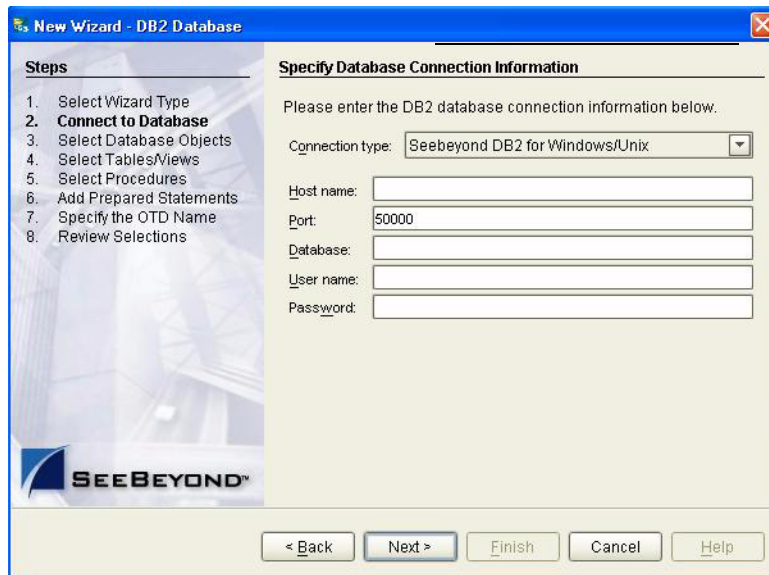 New Wizard - DB2 Database
Steps
1. Select Wizard Type
2. Connect to Database
3. Select Database Objects
4. Select Tables/Views
5. Select Procedures
6. Add Prepared Statements
7. Specify the OTD Name
8. Review Selections
SEEBEYOND™
Specify Database Connection Information
Please enter the DB2 database connection information below.
Connection type: Seebeyond DB2 for Windows/Unix
Host name:
Port: 50000
Database:
User name:
Password:
< Back Next > Finish Cancel Help